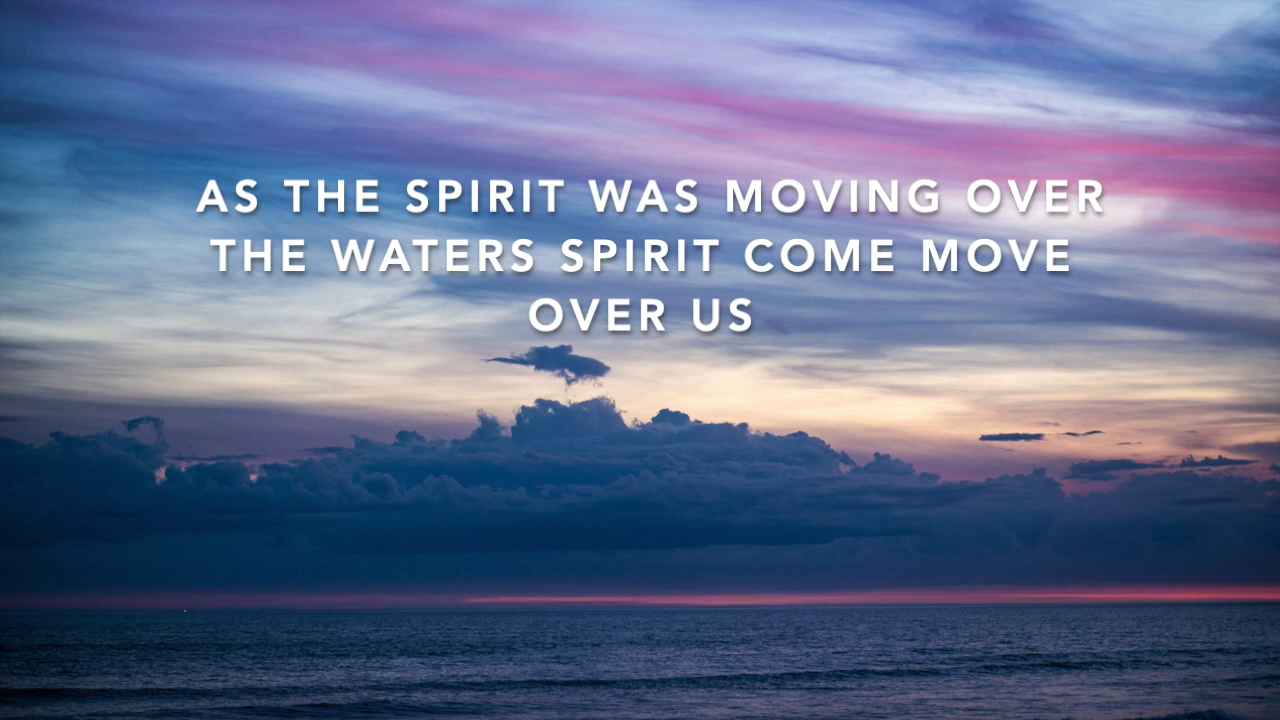 AS THE SPIRIT WAS MOVING OVER
THE WATERS SPIRIT COME MOVE
OVER US